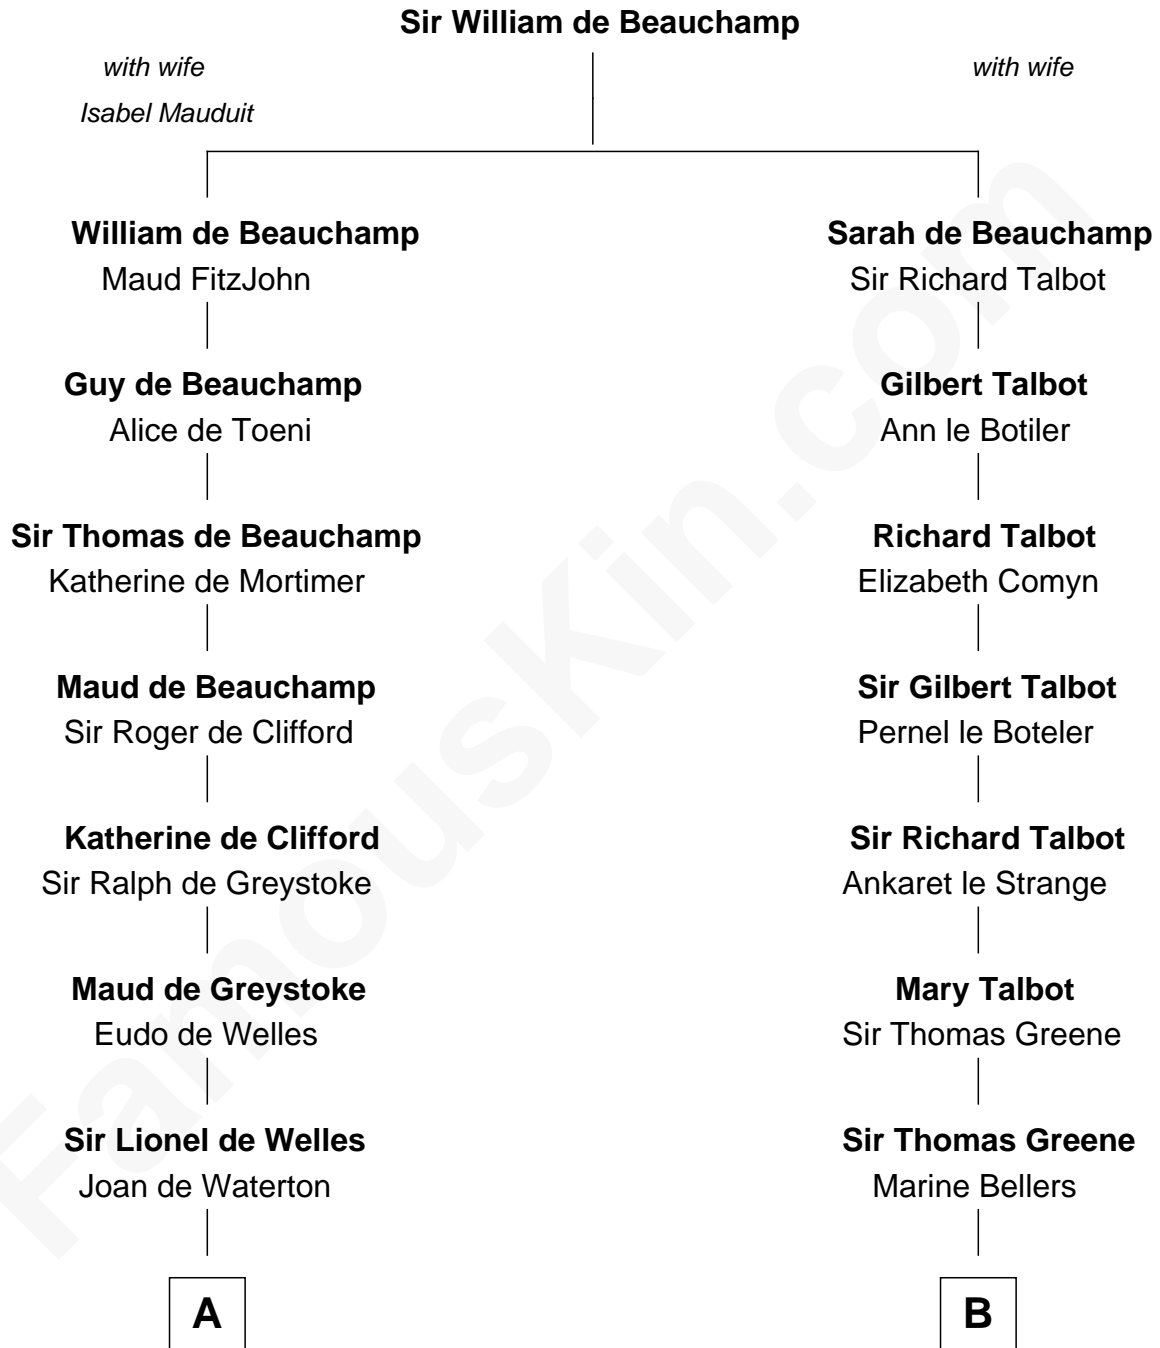 Sir William de Beauchamp
with wife
with wife
Isabel Mauduit
William de Beauchamp
Sarah de Beauchamp
Maud FitzJohn
Sir Richard Talbot
Guy de Beauchamp
Gilbert Talbot
Alice de Toeni
Ann le Botiler
Sir Thomas de Beauchamp
Richard Talbot
Katherine de Mortimer
Elizabeth Comyn
Maud de Beauchamp
Sir Gilbert Talbot
Sir Roger de Clifford
Pernel le Boteler
Katherine de Clifford
Sir Richard Talbot
Sir Ralph de Greystoke
Ankaret le Strange
Maud de Greystoke
Mary Talbot
Eudo de Welles
Sir Thomas Greene
Sir Lionel de Welles
Sir Thomas Greene
Joan de Waterton
Marine Bellers
A
B
FamousKin.com